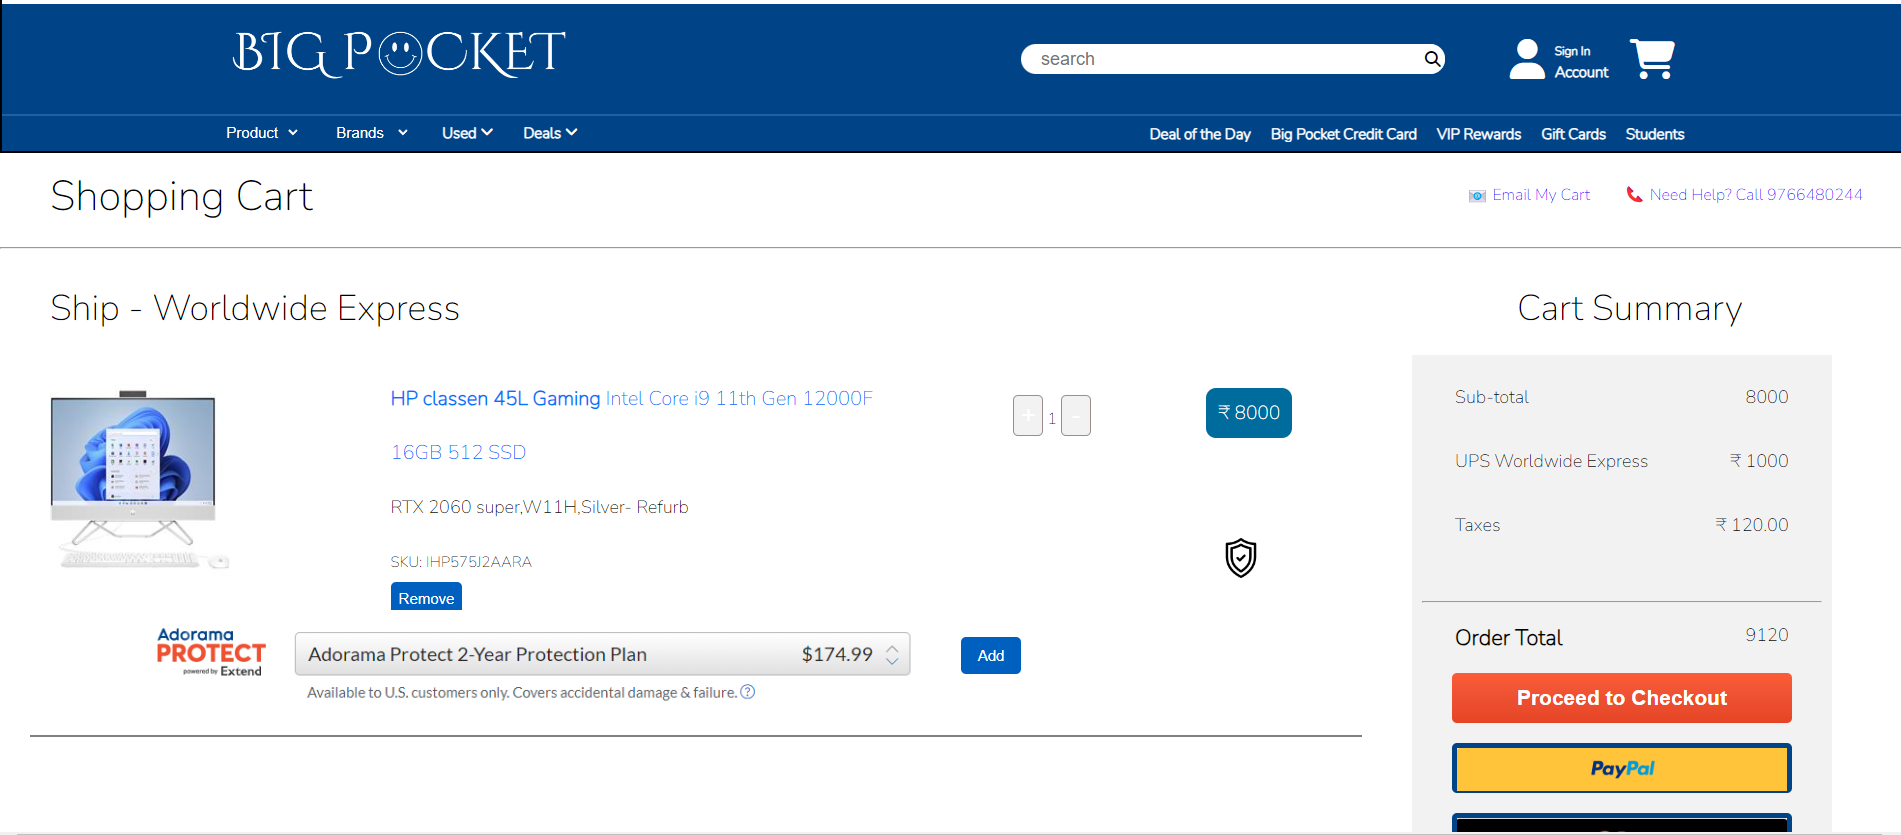 BIG POCKET
search
Sign In
Account
Product
Brands
Used
Deals
Deal of the Day
Big Pocket Credit Card
VIP Rewards
Gift Cards
Students
Shopping Cart
Email My Cart
Need Help? Call 9766480244
Ship - Worldwide Express
Cart Summary
HP classen 45L Gaming Intel Core i9 11th Gen 12000F
16GB 512 SSD
RTX 2060 super,W11H,Silver- Refurb
SKU: IHP575J2AARA
Remove
+ 1 -
₹ 8000
Adorama
PROTECT
powered by Extend
Adorama Protect 2-Year Protection Plan $174.99
Add
Available to U.S. customers only. Covers accidental damage & failure. ?
Sub-total 8000
UPS Worldwide Express ₹ 1000
Taxes ₹ 120.00
Order Total 9120
Proceed to Checkout
PayPal